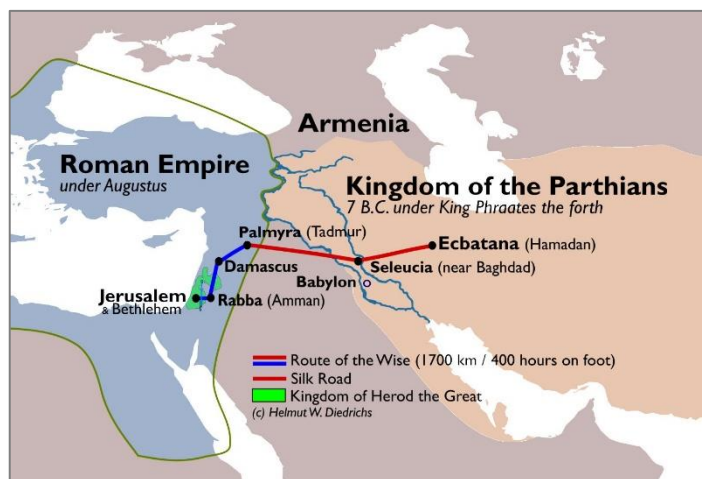 Armenia
Roman Empire
under Augustus
Kingdom of the Parthians
7 B.C. under King Phraates the forth
Palmyra (Tadmur)
Ecbatana (Hamadan)
Damascus
Seleucia (near Baghdad)
Babylon
Jerusalem
& Bethlehem
Rabba (Amman)
Route of the Wise (1700 km / 400 hours on foot)
Silk Road
Kingdom of Herod the Great
(c) Helmut W. Diedrichs